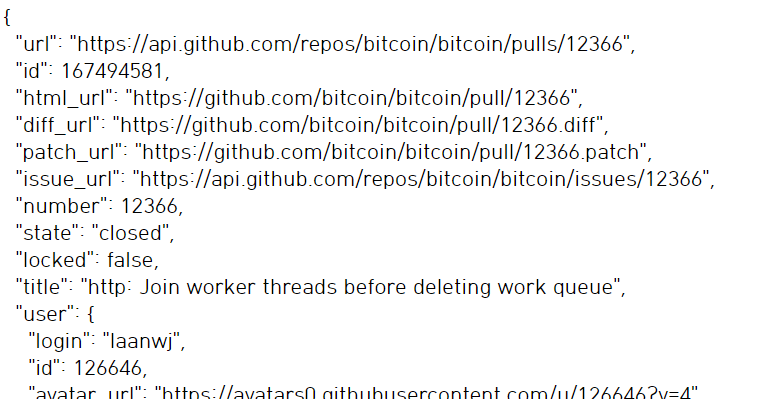 {
"url": "https://api.github.com/repos/bitcoin/bitcoin/pulls/12366",
"id": 167494581,
"html_url": "https://github.com/bitcoin/bitcoin/pull/12366",
"diff_url": "https://github.com/bitcoin/bitcoin/pull/12366.diff",
"patch_url": "https://github.com/bitcoin/bitcoin/pull/12366.patch",
"issue_url": "https://api.github.com/repos/bitcoin/bitcoin/issues/12366",
"number": 12366,
"state": "closed",
"locked": false,
"title": "http: Join worker threads before deleting work queue",
"user": {
"login": "laanwj",
"id": 126646,
"avatar_url": "https://avatars0.githubusercontent.com/u/126646?v=4"